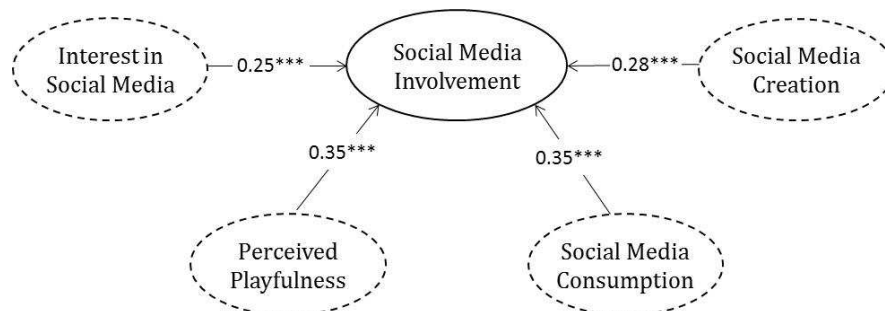 Interest in
Social Media
0.25***
Social Media
Involvement
0.28***
Social Media
Creation
0.35***
0.35***
Perceived
Playfulness
Social Media
Consumption